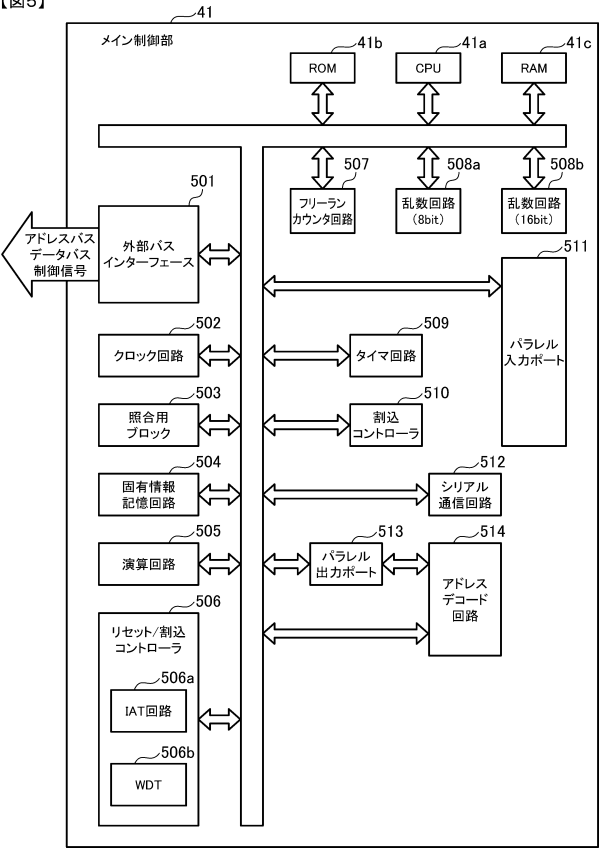 【図5】
41
メイン制御部
41b
ROM
41a
CPU
41c
RAM
507
フリーラン
カウンタ回路
508a
乱数回路
(8bit)
508b
乱数回路
(16bit)
501
外部バス
インターフェース
アドレスバス
データバス
制御信号
511
パラレル
入力ポート
502
クロック回路
509
タイマ回路
503
照合用
ブロック
510
割込
コントローラ
504
固有情報
記憶回路
512
シリアル
通信回路
505
演算回路
513
パラレル
出力ポート
514
アドレス
デコード
回路
506
リセット/割込
コントローラ
506a
IAT回路
506b
WDT